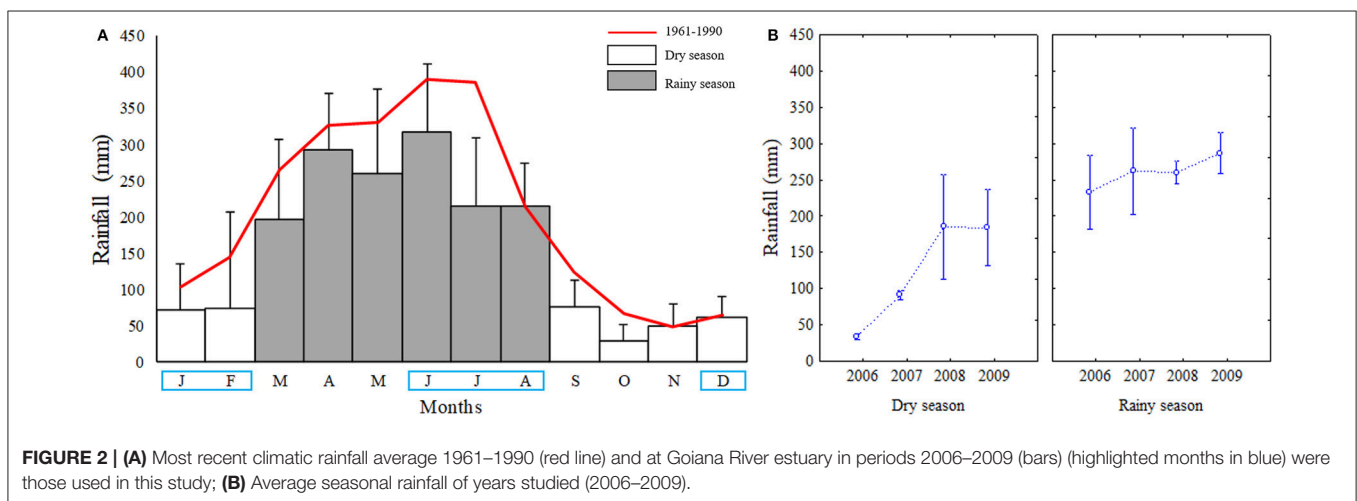 A
450
400
350
300
250
200
150
100
50
0
Rainfall (mm)
1961-1990
Dry season
Rainy season
J F M A M J J A S O N D
Months
B
450
400
350
300
250
200
150
100
50
0
Rainfall (mm)
2006 2007 2008 2009
Dry season
2006 2007 2008 2009
Rainy season
FIGURE 2 | (A) Most recent climatic rainfall average 1961–1990 (red line) and at Goiana River estuary in periods 2006–2009 (bars) (highlighted months in blue) were
those used in this study; (B) Average seasonal rainfall of years studied (2006–2009).